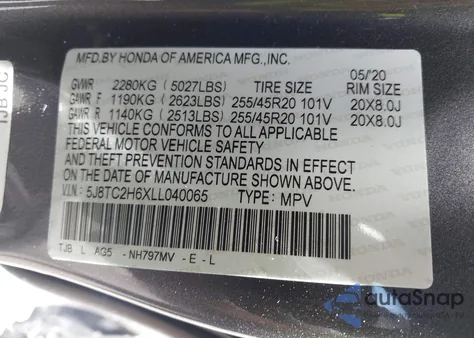 MFD.BY HONDA OF AMERICA MFG.,INC.
05/'20
GVWR 2280KG (5027LBS) TIRE SIZE RIM SIZE
GAWR F 1190KG (2623LBS) 255/45R20 101V 20X8.0J
GAWR R 1140KG (2513LBS) 255/45R20 101V 20X8.0J
THIS VEHICLE CONFORMS TO ALL APPLICABLE
FEDERAL MOTOR VEHICLE SAFETY
AND THEFT PREVENTION STANDARDS IN EFFECT
ON THE DATE OF MANUFACTURE SHOWN ABOVE.
V.I.N: 5J8TC2H6XLL040065 TYPE: MPV
TJB L AG5 -NH797MV - E - L
TJB JC
autoSnap